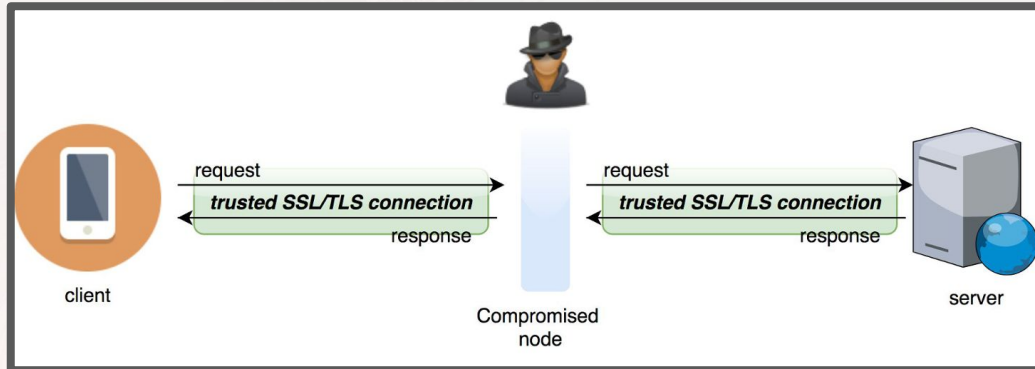 request
trusted SSL/TLS connection
response
client
Compromised
node
request
trusted SSL/TLS connection
response
server